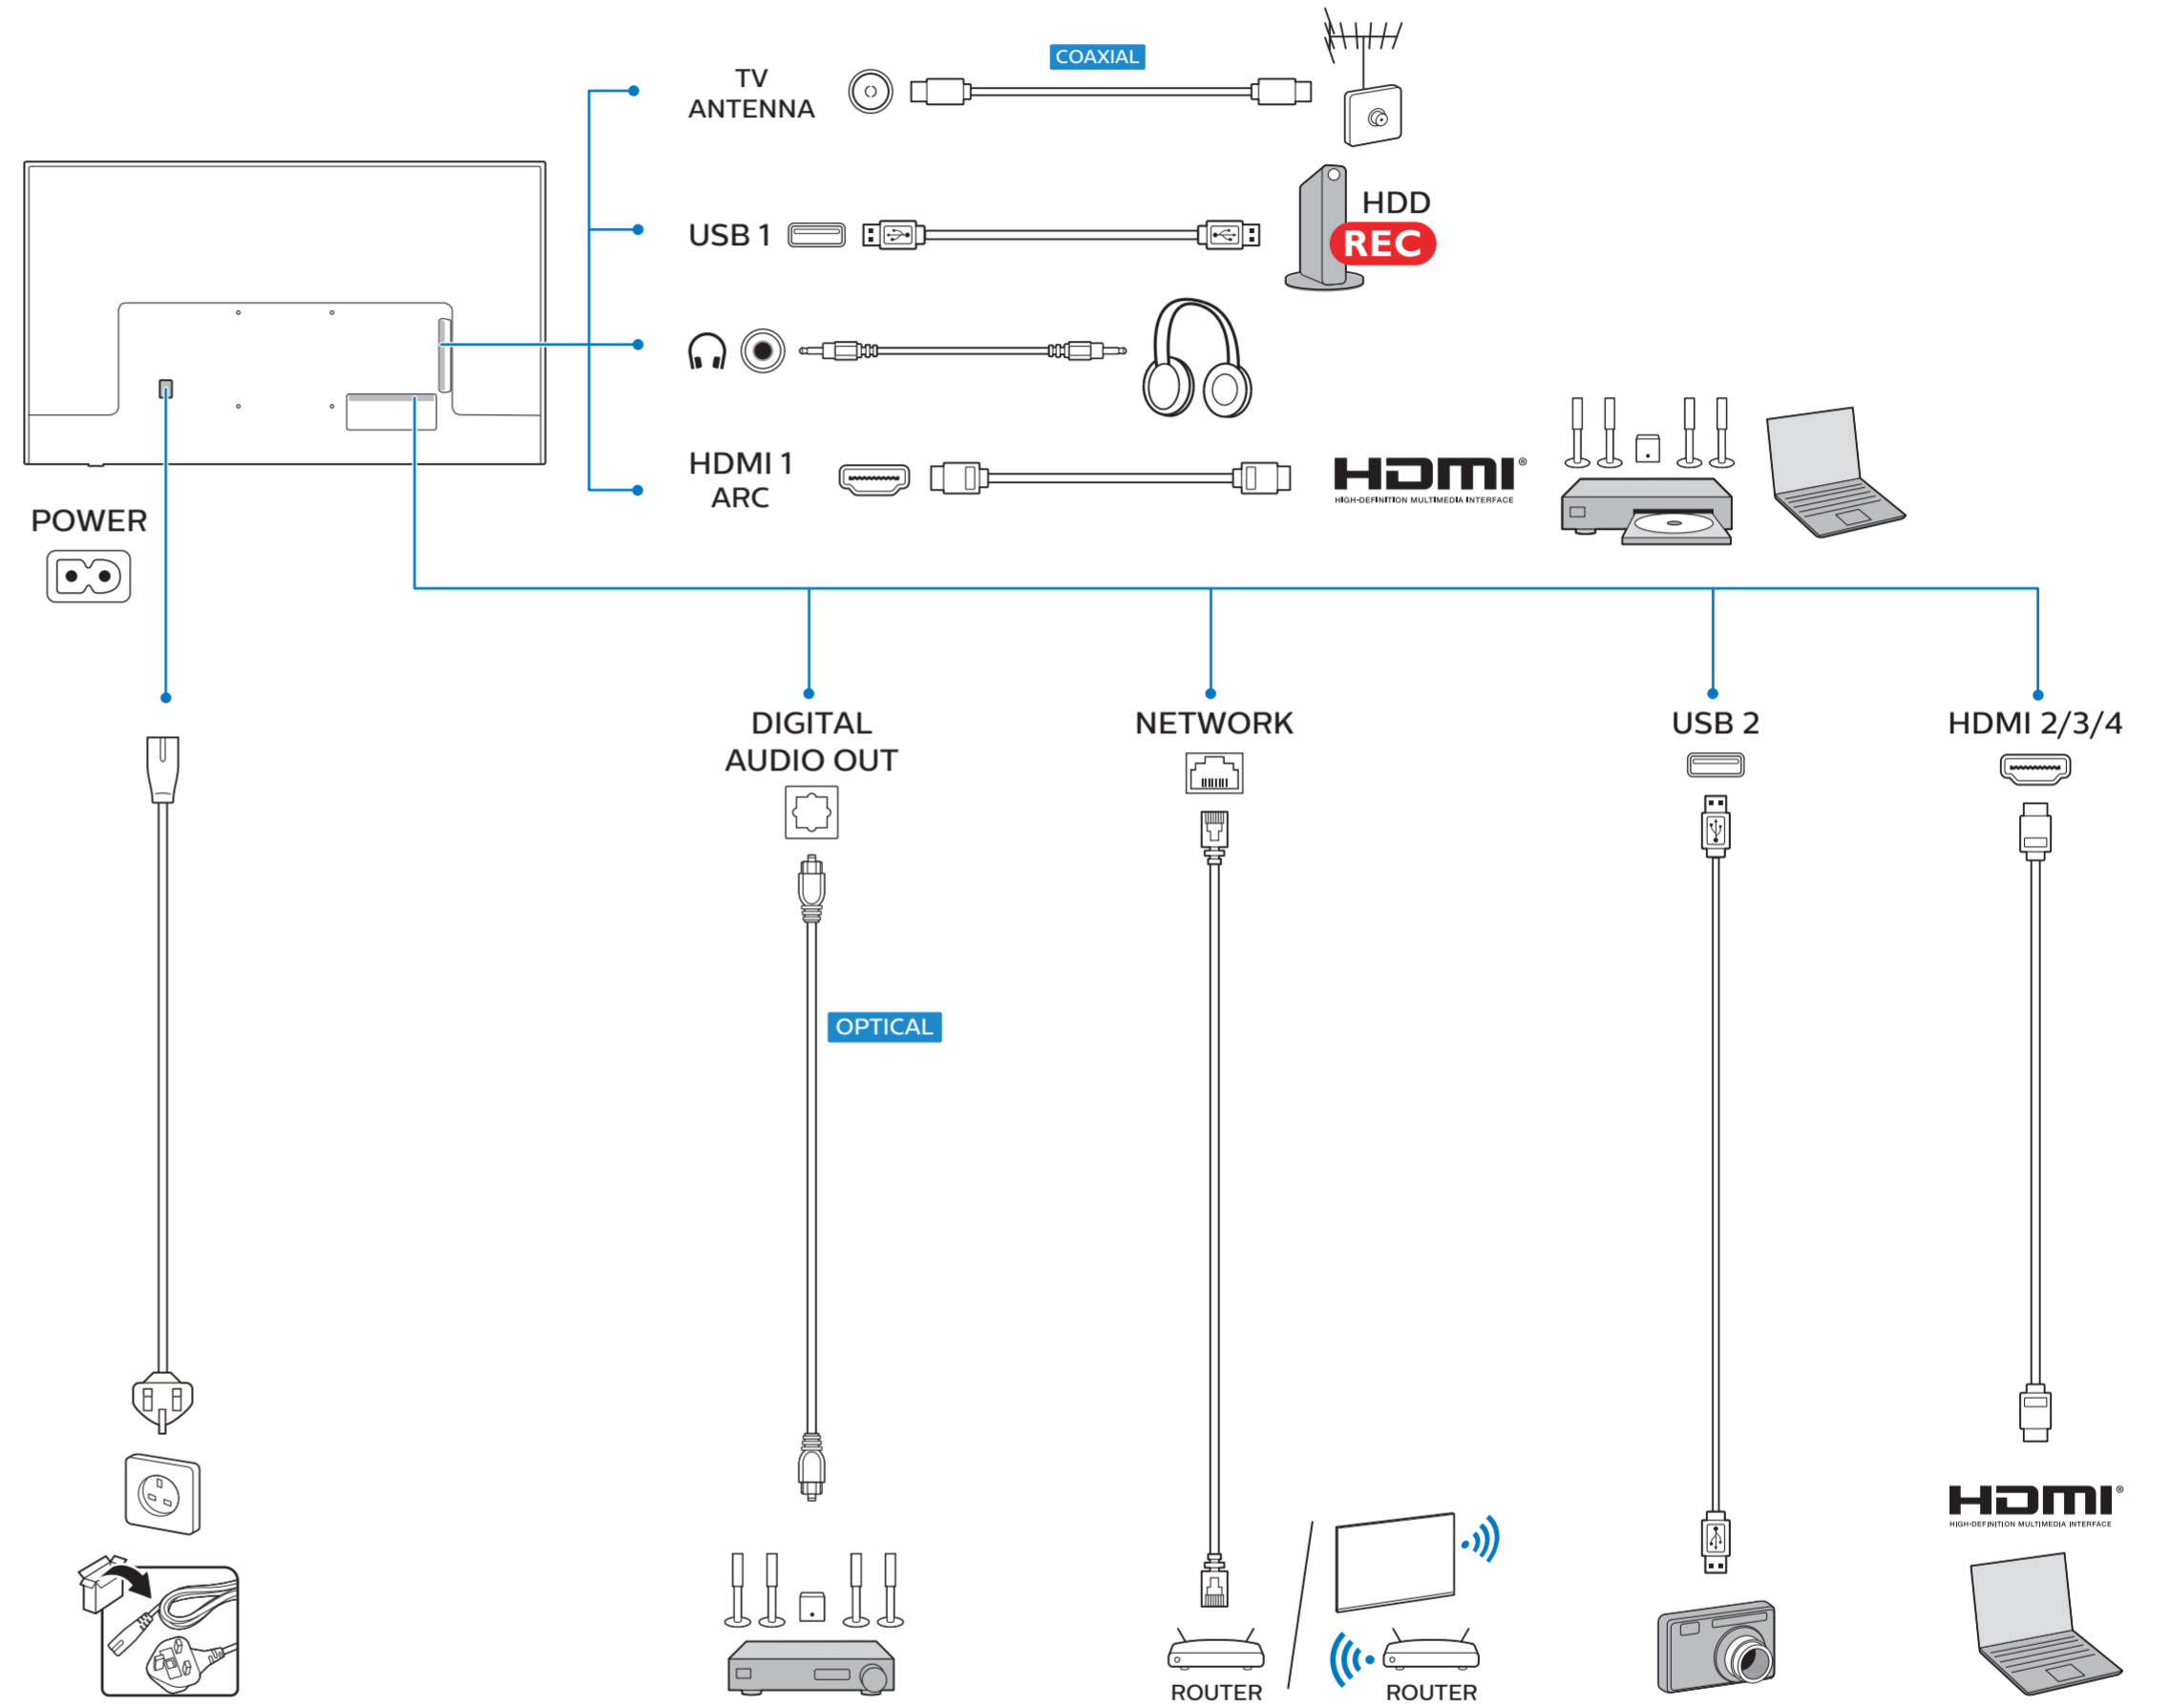 COAXIAL
TV
ANTENNA
USB 1
HDD
REC
HDMI 1
ARC
HDMI®
HIGH-DEFINITION MULTIMEDIA INTERFACE
POWER
DIGITAL
AUDIO OUT
NETWORK
USB 2
HDMI 2/3/4
OPTICAL
HDMI®
HIGH-DEFINITION MULTIMEDIA INTERFACE
ROUTER
ROUTER